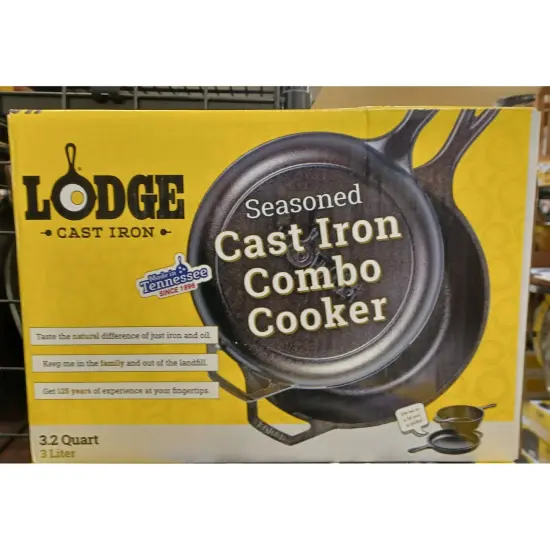 LODGE
CAST IRON
Seasoned
Cast Iron
Combo
Cooker
Made in
Tennessee
SINCE 1896
Taste the natural difference of just iron and oil.
Keep me in the family and out of the landfill.
Get 125 years of experience at your fingertips.
3.2 Quart
3 Liter